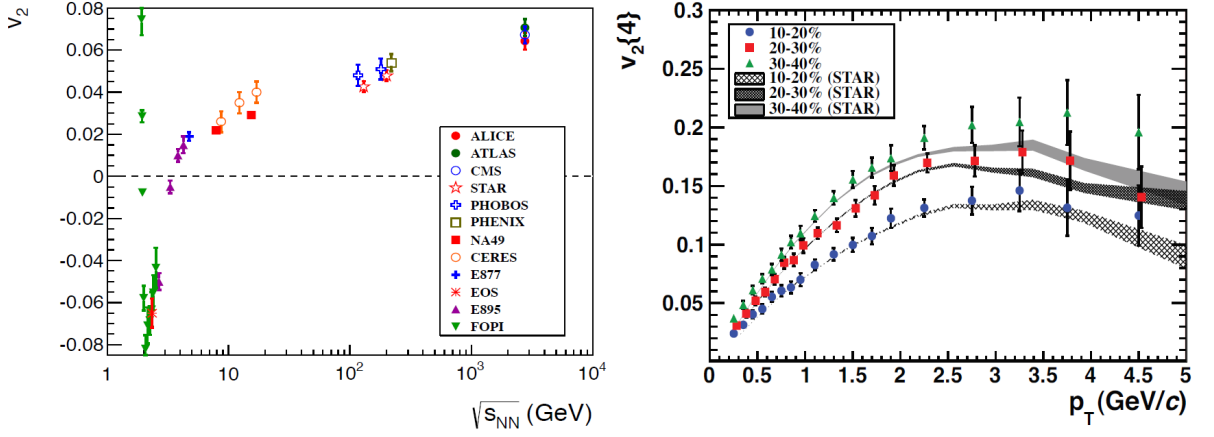 v₂
0.08
0.06
0.04
0.02
0
-0.02
-0.04
-0.06
-0.08
1
10
10²
10³
10⁴
√s_NN (GeV)
ALICE
ATLAS
CMS
STAR
PHOBOS
PHENIX
NA49
CERES
E877
EOS
E895
FOPI
v₂{4}
0.3
0.25
0.2
0.15
0.1
0.05
0
0.5
1
1.5
2
2.5
3
3.5
4
4.5
5
p_T (GeV/c)
10-20%
20-30%
30-40%
10-20% (STAR)
20-30% (STAR)
30-40% (STAR)